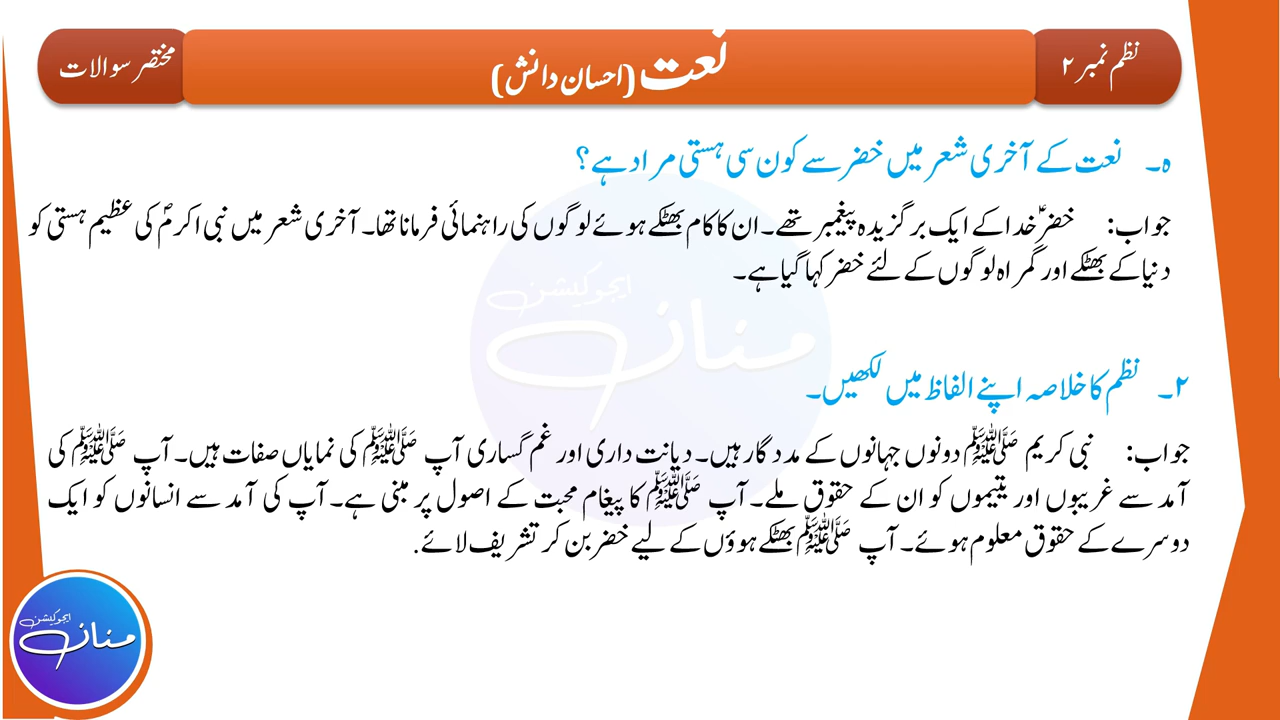 نظم نمبر ۲
نعت (احسان دانش)
مختصر سوالات
ہ۔ نعت کے آخری شعر میں خضر سے کون سی ہستی مراد ہے؟
جواب: خضرؑ خدا کے ایک برگزیدہ پیغمبر تھے۔ ان کا کام بھٹکے ہوئے لوگوں کی راہنمائی فرمانا تھا۔ آخری شعر میں نبی اکرمؐ کی عظیم ہستی کو
دنیا کے بھٹکے اور گمراہ لوگوں کے لئے خضر کہا گیا ہے۔
۲۔ نظم کا خلاصہ اپنے الفاظ میں لکھیں۔
جواب: نبی کریم ﷺ دونوں جہانوں کے مددگار ہیں۔ دیانت داری اور غم گساری آپ ﷺ کی نمایاں صفات ہیں۔ آپ ﷺ کی
آمد سے غریبوں اور یتیموں کو ان کے حقوق ملے۔ آپ ﷺ کا پیغام محبت کے اصول پر مبنی ہے۔ آپ کی آمد سے انسانوں کو ایک
دوسرے کے حقوق معلوم ہوئے۔ آپ ﷺ بھٹکے ہوؤں کے لیے خضر بن کر تشریف لائے.
ایجوکیشن
منان
ایجوکیشن
منان